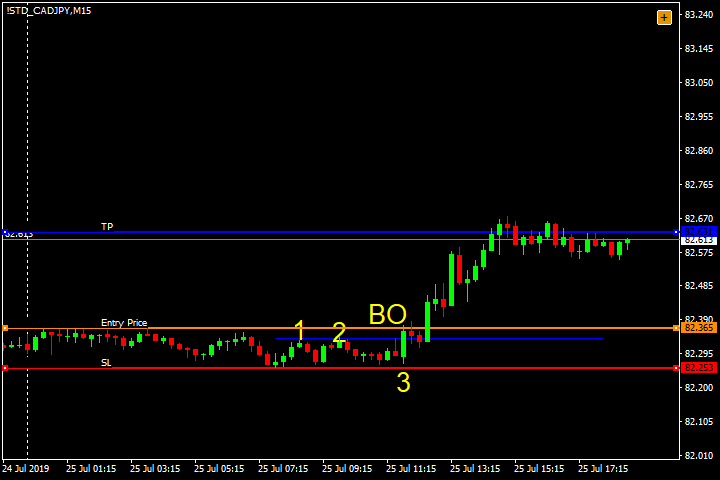 !STD_CADJPY,M15
+
83.240
83.145
83.050
82.955
82.860
82.765
82.670
TP
82.613
82.613
82.575
82.485
82.390
BO
Entry Price
1
2
82.365
82.295
SL
82.253
3
82.200
82.105
82.010
24 Jul 2019
25 Jul 01:15
25 Jul 03:15
25 Jul 05:15
25 Jul 07:15
25 Jul 09:15
25 Jul 11:15
25 Jul 13:15
25 Jul 15:15
25 Jul 17:15